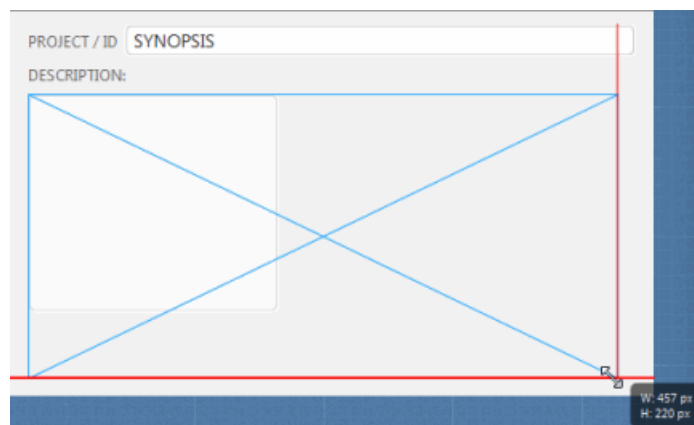 PROJECT / ID SYNOPSIS
DESCRIPTION:
W: 457 px
H: 220 px